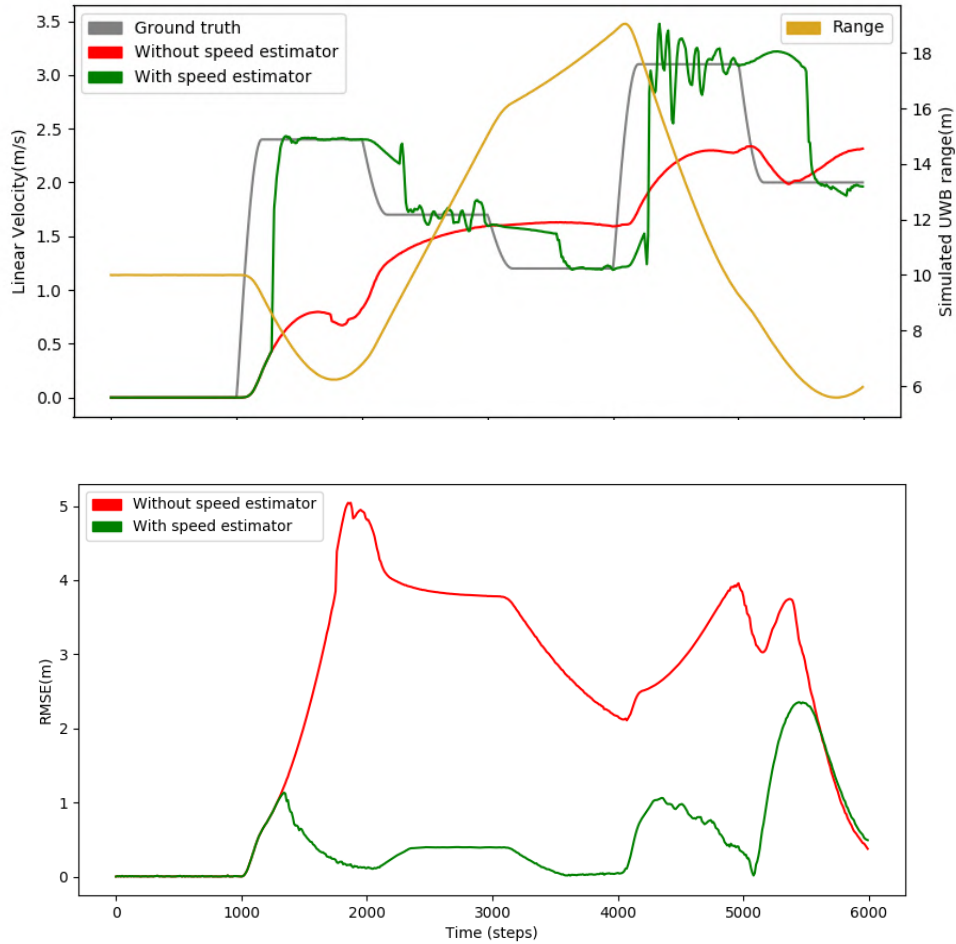 Ground truth
Without speed estimator
With speed estimator
Range
3.5
3.0
2.5
2.0
1.5
1.0
0.5
0.0
Linear Velocity(m/s)
18
16
14
12
10
8
6
Simulated UWB range(m)
Without speed estimator
With speed estimator
5
4
3
2
1
0
RMSE(m)
0 1000 2000 3000 4000 5000 6000
Time (steps)